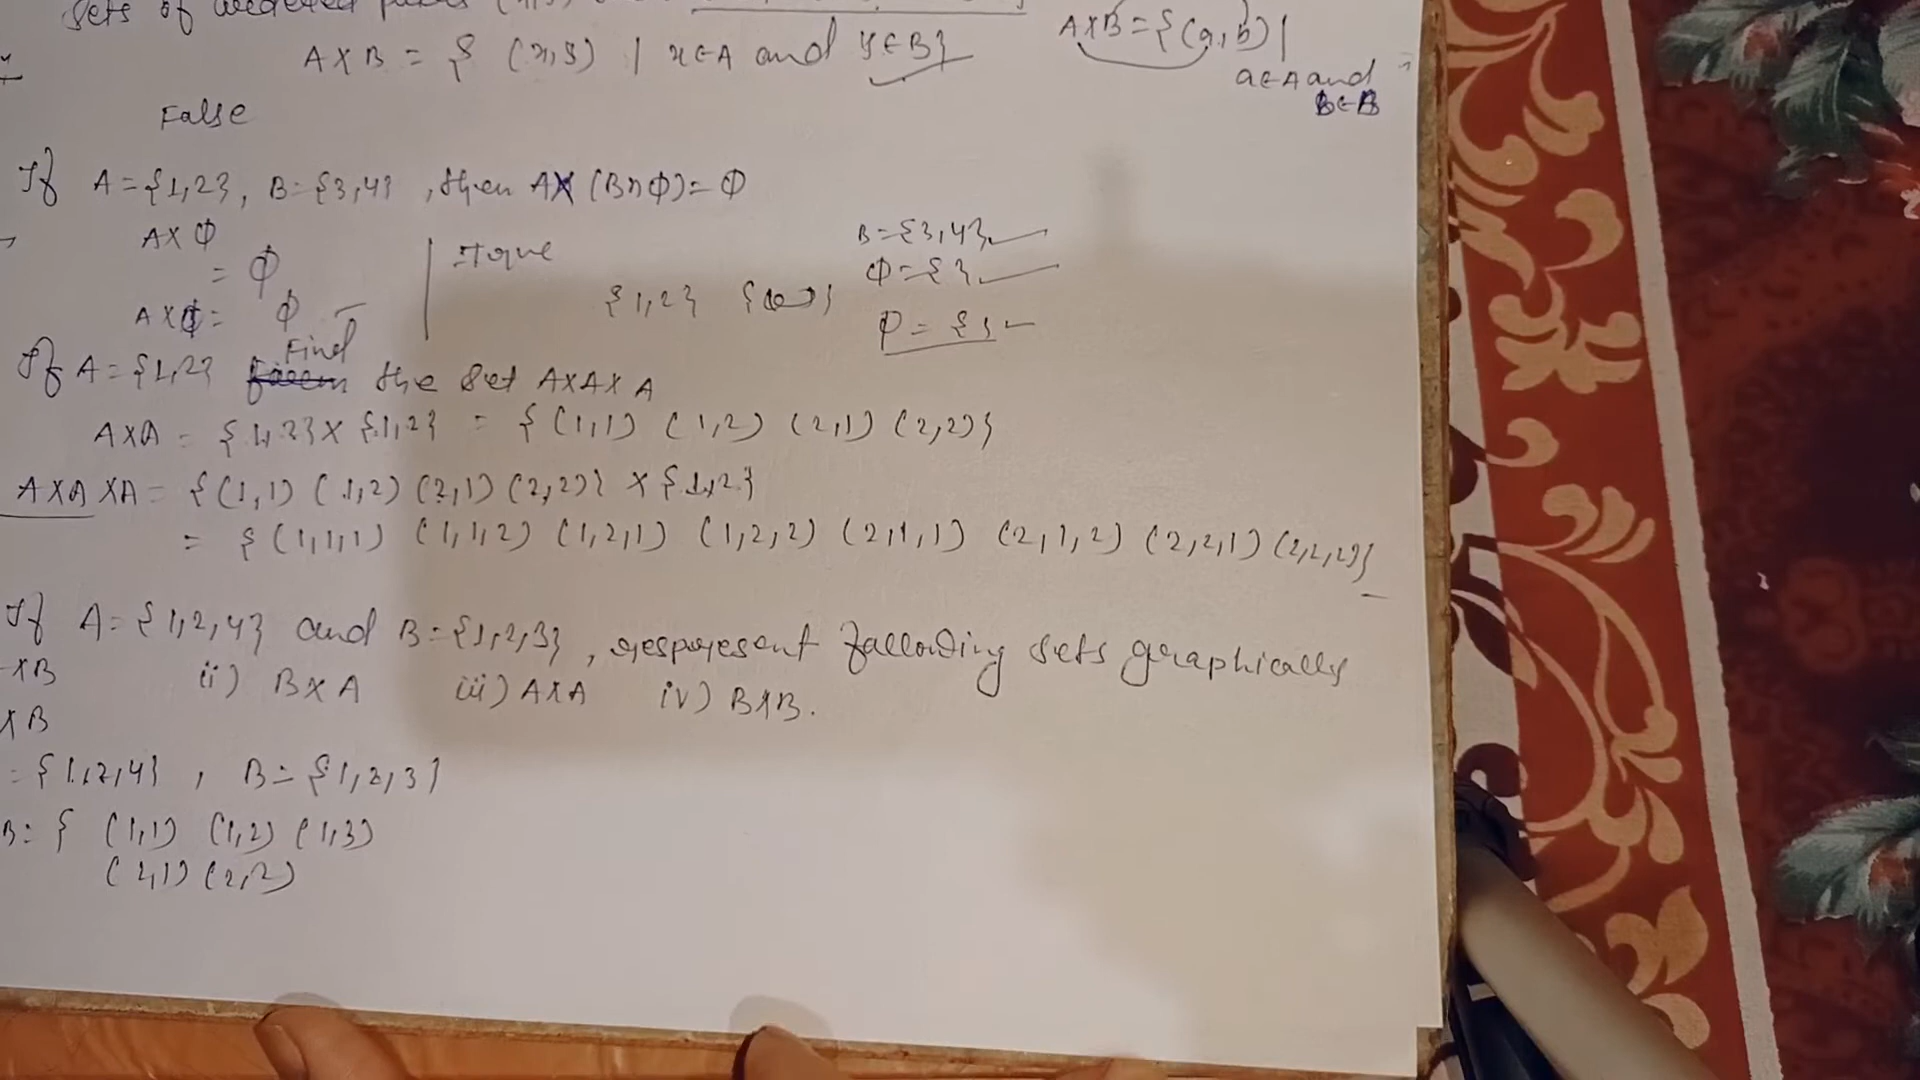 sets of
A×B = { (x,y) | x∈A and y∈B}
A×B={(a,b)|
a∈A and
B∈B
False
If A={1,2}, B={3,4}, then A×(B∩φ)=φ
A×φ
= φ
A×φ= φ
True
{1,2}
B={3,4}
φ={ }
φ={ }
If A={1,2} Find the set A×A×A
A×A = {1,2}×{1,2} = {(1,1) (1,2) (2,1) (2,2)}
A×A×A= {(1,1) (1,2) (2,1) (2,2)} ×{1,2}
= {(1,1,1) (1,1,2) (1,2,1) (1,2,2) (2,1,1) (2,1,2) (2,2,1) (2,2,2)}
If A={1,2,4} and B={1,2,3}, respresent fallowing sets graphically
×B ii) B×A iii) A×A iv) B×B.
×B
={1,2,4}, B={1,2,3}
B={ (1,1) (1,2) (1,3)
(2,1) (2,2)